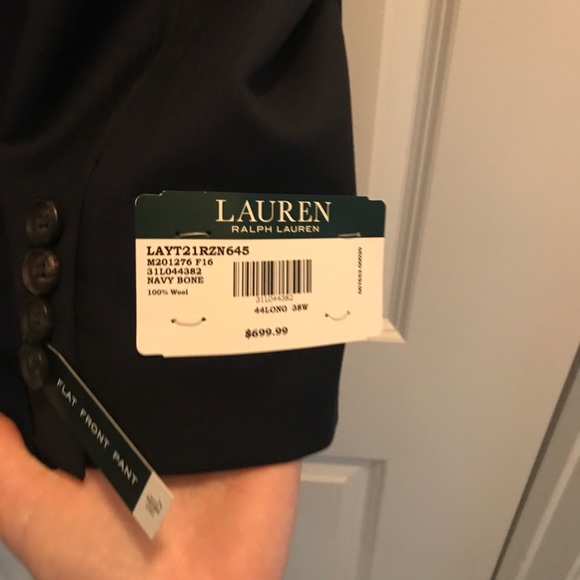 LAUREN
RALPH LAUREN
LAYT21RZN645
M201276 F16
31L044382
NAVY BONE
100% Wool
31L044382
44LONG 38W
$699.99
FLAT FRONT PANT